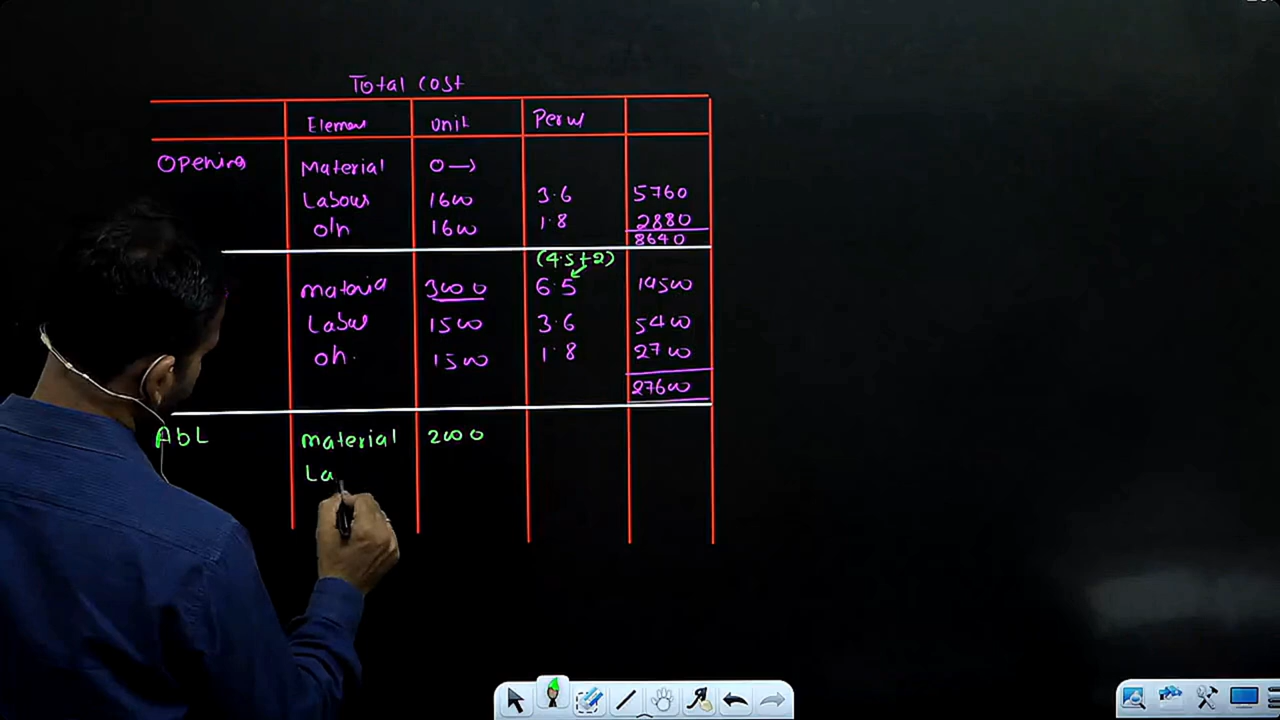 Total Cost
Element Unit Per u
Opening Material 0 →
Labour 1600 3.6 5760
o/h 1600 1.8 2880
8640
(4.5+2)
Material 3000 6.5 19500
Labour 1500 3.6 5400
oh. 1500 1.8 2700
27600
AbL Material 2000
La